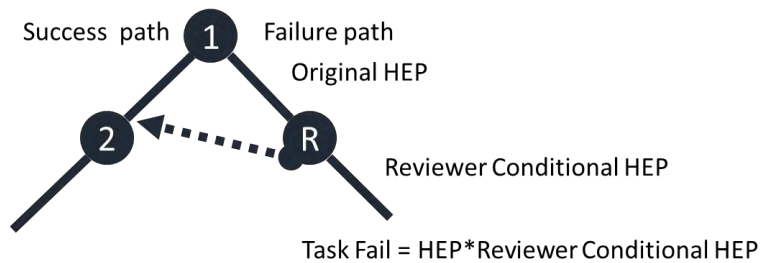 Success path 1 Failure path
Original HEP
2 R
Reviewer Conditional HEP
Task Fail = HEP*Reviewer Conditional HEP